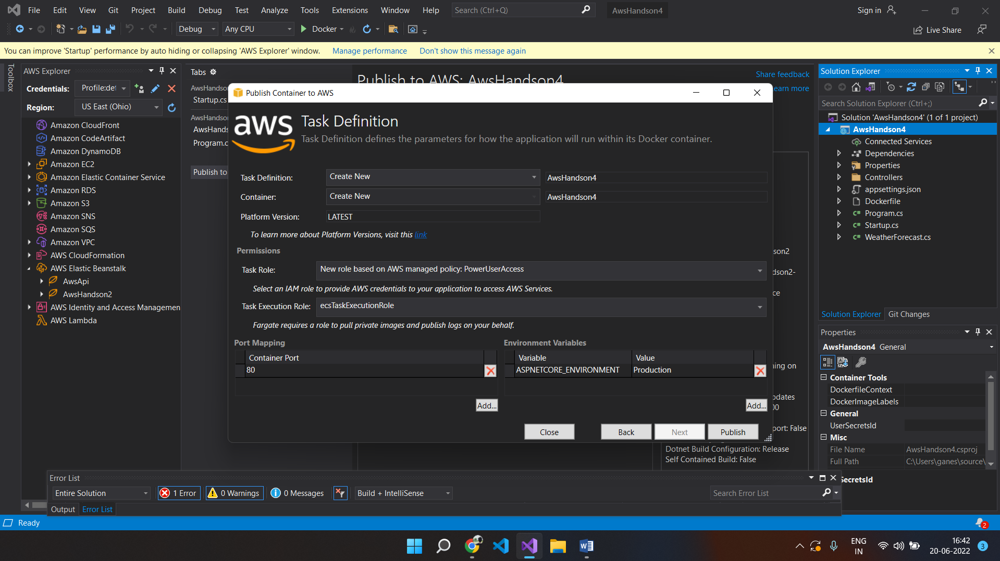 File Edit View Git Project Build Debug Test Analyze Tools Extensions Window Help Search (Ctrl+Q) AwsHandson4 Sign in
Debug Any CPU Docker Live Share
You can improve 'Startup' performance by auto hiding or collapsing 'AWS Explorer' window. Manage performance Don't show this message again
Toolbox
AWS Explorer
Credentials: Profile:def
Region: US East (Ohio)
Amazon CloudFront
Amazon CodeArtifact
Amazon DynamoDB
Amazon EC2
Amazon Elastic Container Service
Amazon RDS
Amazon S3
Amazon SNS
Amazon SQS
Amazon VPC
AWS CloudFormation
AWS Elastic Beanstalk
AwsApi
AwsHandson2
AWS Identity and Access Managemen
AWS Lambda
Tabs
AwsHandso
Startup.cs
AwsHandso
AwsHands
Program.c
Publish to
Publish to AWS: AwsHandson4
Share feedback
earn more
Publish Container to AWS
aws
Task Definition
Task Definition defines the parameters for how the application will run within its Docker container.
Task Definition: Create New AwsHandson4
Container: Create New AwsHandson4
Platform Version: LATEST
To learn more about Platform Versions, visit this link
Permissions
Task Role: New role based on AWS managed policy: PowerUserAccess
Select an IAM role to provide AWS credentials to your application to access AWS Services.
Task Execution Role: ecsTaskExecutionRole
Fargate requires a role to pull private images and publish logs on your behalf.
Port Mapping
Container Port
80
Add...
Environment Variables
Variable Value
ASPNETCORE_ENVIRONMENT Production
Add...
Close Back Next Publish
son2
dson2-
ce
ing on
odates
00
port: False
Dotnet Build Configuration: Release
Self Contained Build: False
Solution Explorer
Search Solution Explorer (Ctrl+;)
Solution 'AwsHandson4' (1 of 1 project)
AwsHandson4
Connected Services
Dependencies
Properties
Controllers
appsettings.json
Dockerfile
C# Program.cs
C# Startup.cs
C# WeatherForecast.cs
Solution Explorer Git Changes
Properties
AwsHandson4 General
Container Tools
DockerfileContext
DockerImageLabels
General
UserSecretsId
Misc
File Name AwsHandson4.csproj
Full Path C:\Users\ganes\source\
SecretsId
Error List
Entire Solution 1 Error 0 Warnings 0 Messages Build + IntelliSense Search Error List
Output Error List
Ready 2
ENG
IN
16:42
20-06-2022
3